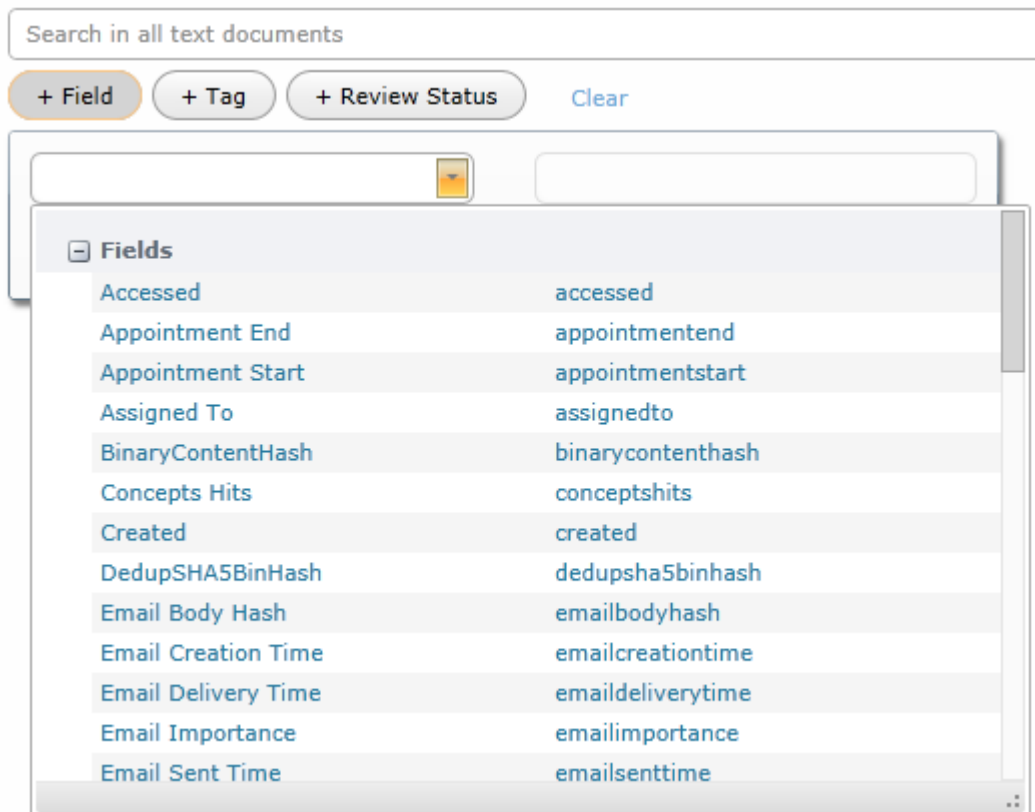 Search in all text documents
+ Field + Tag + Review Status Clear
Fields
Accessed accessed
Appointment End appointmentend
Appointment Start appointmentstart
Assigned To assignedto
BinaryContentHash binarycontenthash
Concepts Hits conceptshits
Created created
DedupSHA5BinHash dedupsha5binhash
Email Body Hash emailbodyhash
Email Creation Time emailcreationtime
Email Delivery Time emaildeliverytime
Email Importance emailimportance
Email Sent Time emailsenttime